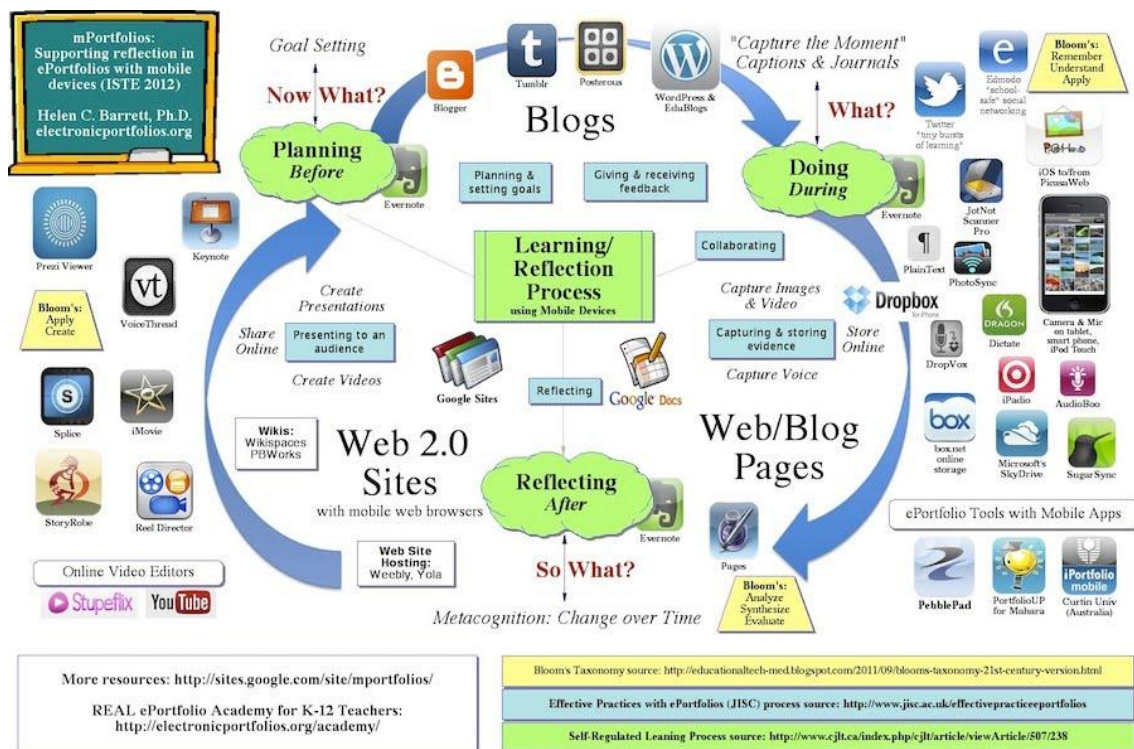 mPortfolios:
Supporting reflection in
ePortfolios with mobile
devices (ISTE 2012)
Helen C. Barrett, Ph.D.
electronicportfolios.org
Goal Setting
Now What?
Planning
Before
Evernote
Blogger
Tumblr
Posterous
WordPress &
EduBlogs
Blogs
"Capture the Moment"
Captions & Journals
What?
Doing
During
Evernote
Twitter
"tiny bursts
of learning"
Edmodo
"school-
safe" social
networking
Bloom's:
Remember
Understand
Apply
iOS to/from
PicasaWeb
Planning &
setting goals
Giving & receiving
feedback
Learning/
Reflection
Process
using Mobile Devices
Collaborating
JotNot
Scanner
Pro
PlainText
PhotoSync
Camera & Mic
on tablet,
smart phone,
iPod Touch
Prezi Viewer
Keynote
vt
VoiceThread
Bloom's:
Apply
Create
Create
Presentations
Share
Online
Presenting to an
audience
Create Videos
Google Sites
Reflecting
Google Docs
Capture Images
& Video
Capturing & storing
evidence
Capture Voice
Dropbox
for iPhone
Store
Online
DropVox
DRAGON
Dictate
iPadio
AudioBoo
box
box.net
online
storage
Microsoft's
SkyDrive
SugarSync
Splice
iMovie
StoryRobe
Reel Director
Wikis:
Wikispaces
PBWorks
Web 2.0
Sites
with mobile web browsers
Web/Blog
Pages
Reflecting
After
Evernote
Web Site
Hosting:
Weebly, Yola
So What?
Metacognition: Change over Time
Pages
Bloom's:
Analyze
Synthesize
Evaluate
ePortfolio Tools with Mobile Apps
PebblePad
PortfolioUP
for Mahara
iPortfolio
mobile
Curtin Univ
(Australia)
Online Video Editors
Stupeflix
YouTube
More resources: http://sites.google.com/site/mportfolios/
REAL ePortfolio Academy for K-12 Teachers:
http://electronicportfolios.org/academy/
Bloom's Taxonomy source: http://educationaltech-med.blogspot.com/2011/09/blooms-taxonomy-21st-century-version.html
Effective Practices with ePortfolios (JISC) process source: http://www.jisc.ac.uk/effectivepracticeeportfolios
Self-Regulated Leaning Process source: http://www.cjlt.ca/index.php/cjlt/article/viewArticle/507/238